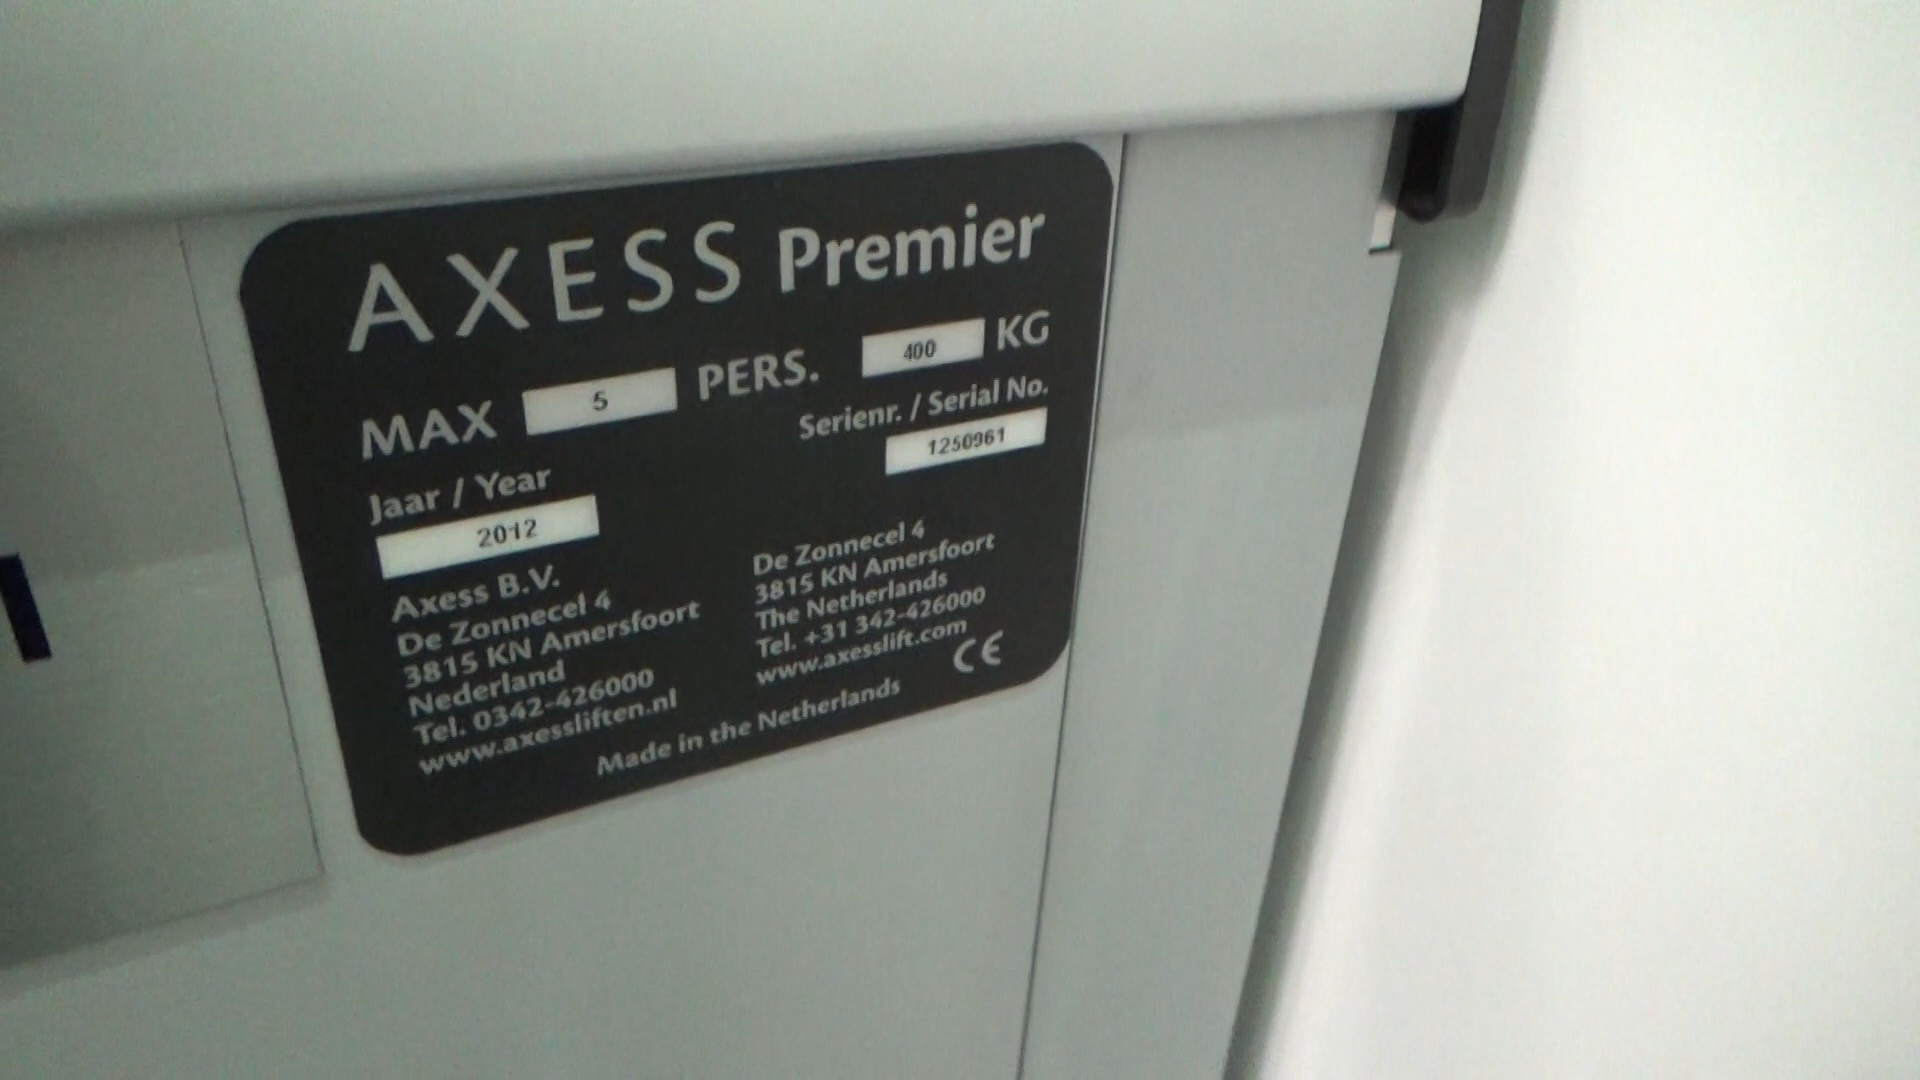 AXESS Premier
MAX 5 PERS. 400 KG
Serienr. / Serial No.
1250961
Jaar / Year
2012
Axess B.V.
De Zonnecel 4
3815 KN Amersfoort
Nederland
Tel. 0342-426000
www.axessliften.nl
De Zonnecel 4
3815 KN Amersfoort
The Netherlands
Tel. +31 342-426000
www.axesslift.com
CE
Made in the Netherlands